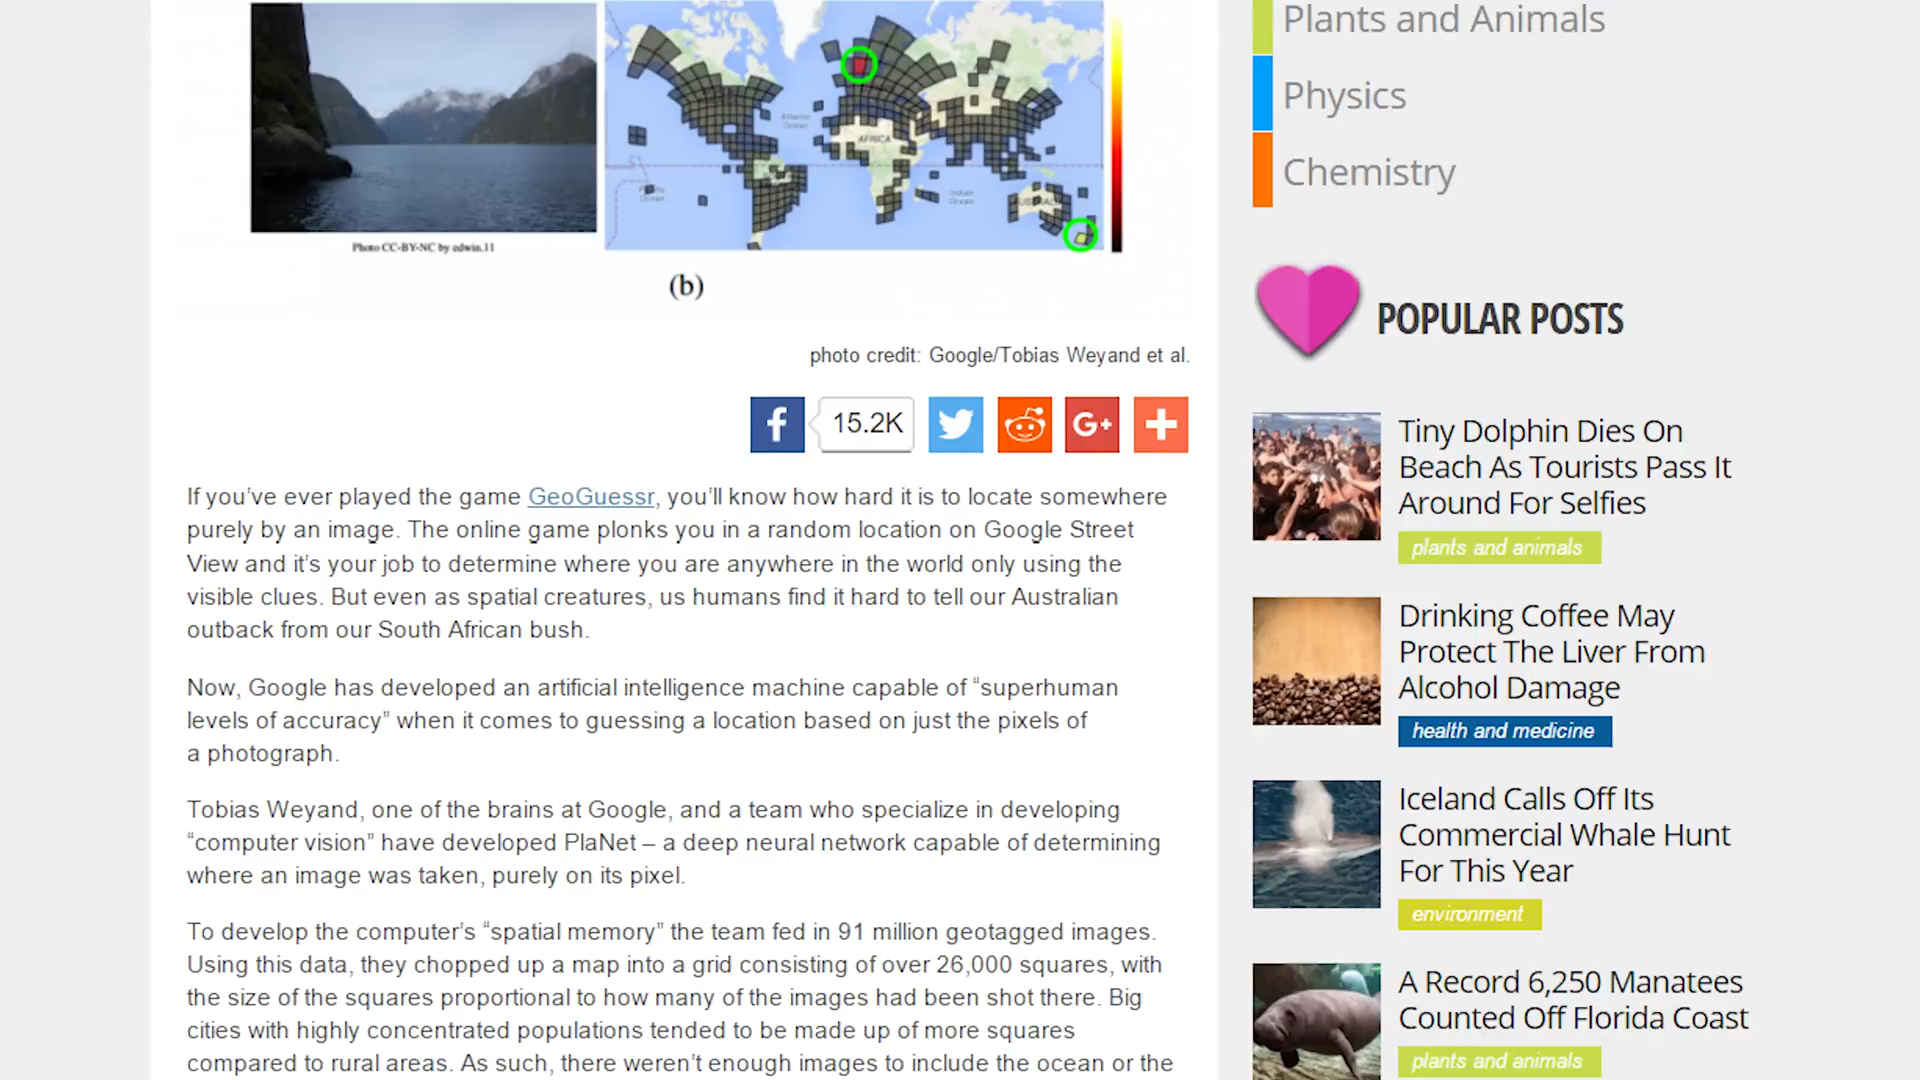 Plants and Animals
Physics
Chemistry
Atlantic
Ocean
AFRICA
Indian
Ocean
Photo CC-BY-NC by edwin.11
(b)
photo credit: Google/Tobias Weyand et al.
15.2K
If you’ve ever played the game GeoGuessr, you’ll know how hard it is to locate somewhere
purely by an image. The online game plonks you in a random location on Google Street
View and it’s your job to determine where you are anywhere in the world only using the
visible clues. But even as spatial creatures, us humans find it hard to tell our Australian
outback from our South African bush.
Now, Google has developed an artificial intelligence machine capable of “superhuman
levels of accuracy” when it comes to guessing a location based on just the pixels of
a photograph.
Tobias Weyand, one of the brains at Google, and a team who specialize in developing
“computer vision” have developed PlaNet – a deep neural network capable of determining
where an image was taken, purely on its pixel.
To develop the computer’s “spatial memory” the team fed in 91 million geotagged images.
Using this data, they chopped up a map into a grid consisting of over 26,000 squares, with
the size of the squares proportional to how many of the images had been shot there. Big
cities with highly concentrated populations tended to be made up of more squares
compared to rural areas. As such, there weren’t enough images to include the ocean or the
POPULAR POSTS
Tiny Dolphin Dies On
Beach As Tourists Pass It
Around For Selfies
plants and animals
Drinking Coffee May
Protect The Liver From
Alcohol Damage
health and medicine
Iceland Calls Off Its
Commercial Whale Hunt
For This Year
environment
A Record 6,250 Manatees
Counted Off Florida Coast
plants and animals